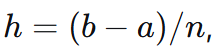 h = (b − a)/n,